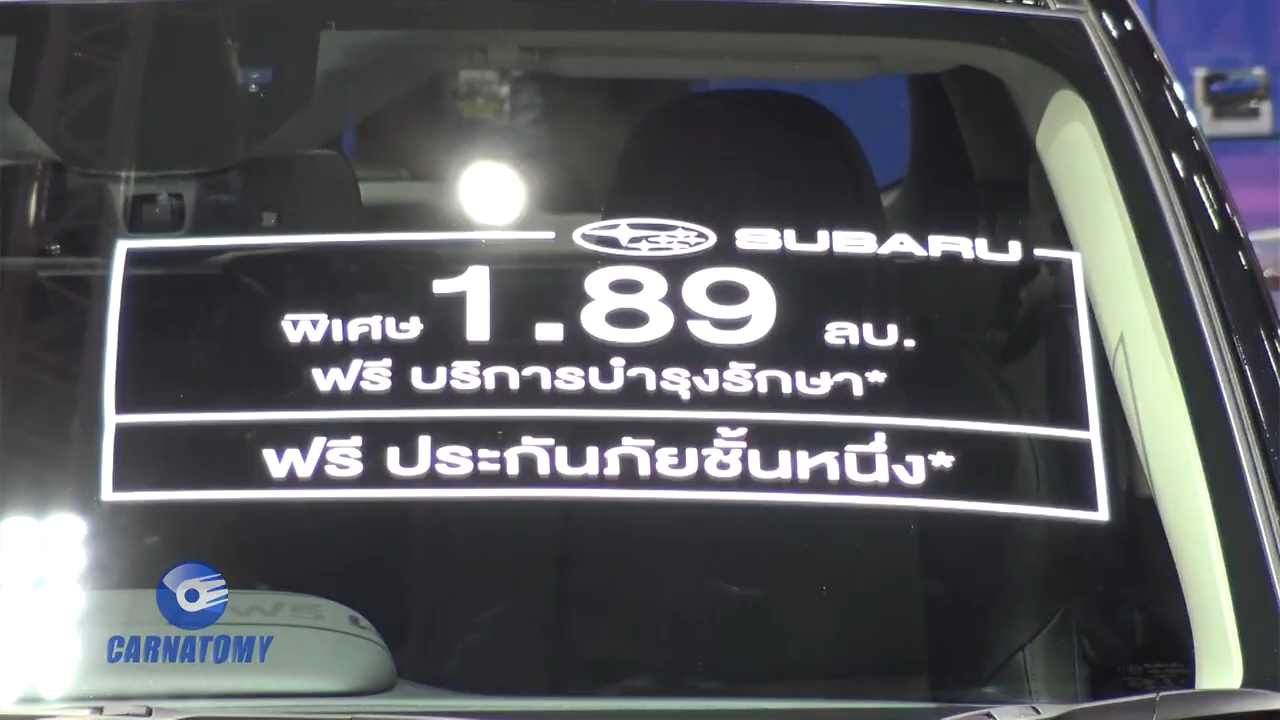 SUBARU
พิเศษ 1.89 ลบ.
ฟรี บริการบำรุงรักษา*
ฟรี ประกันภัยชั้นหนึ่ง*
CARNATOMY